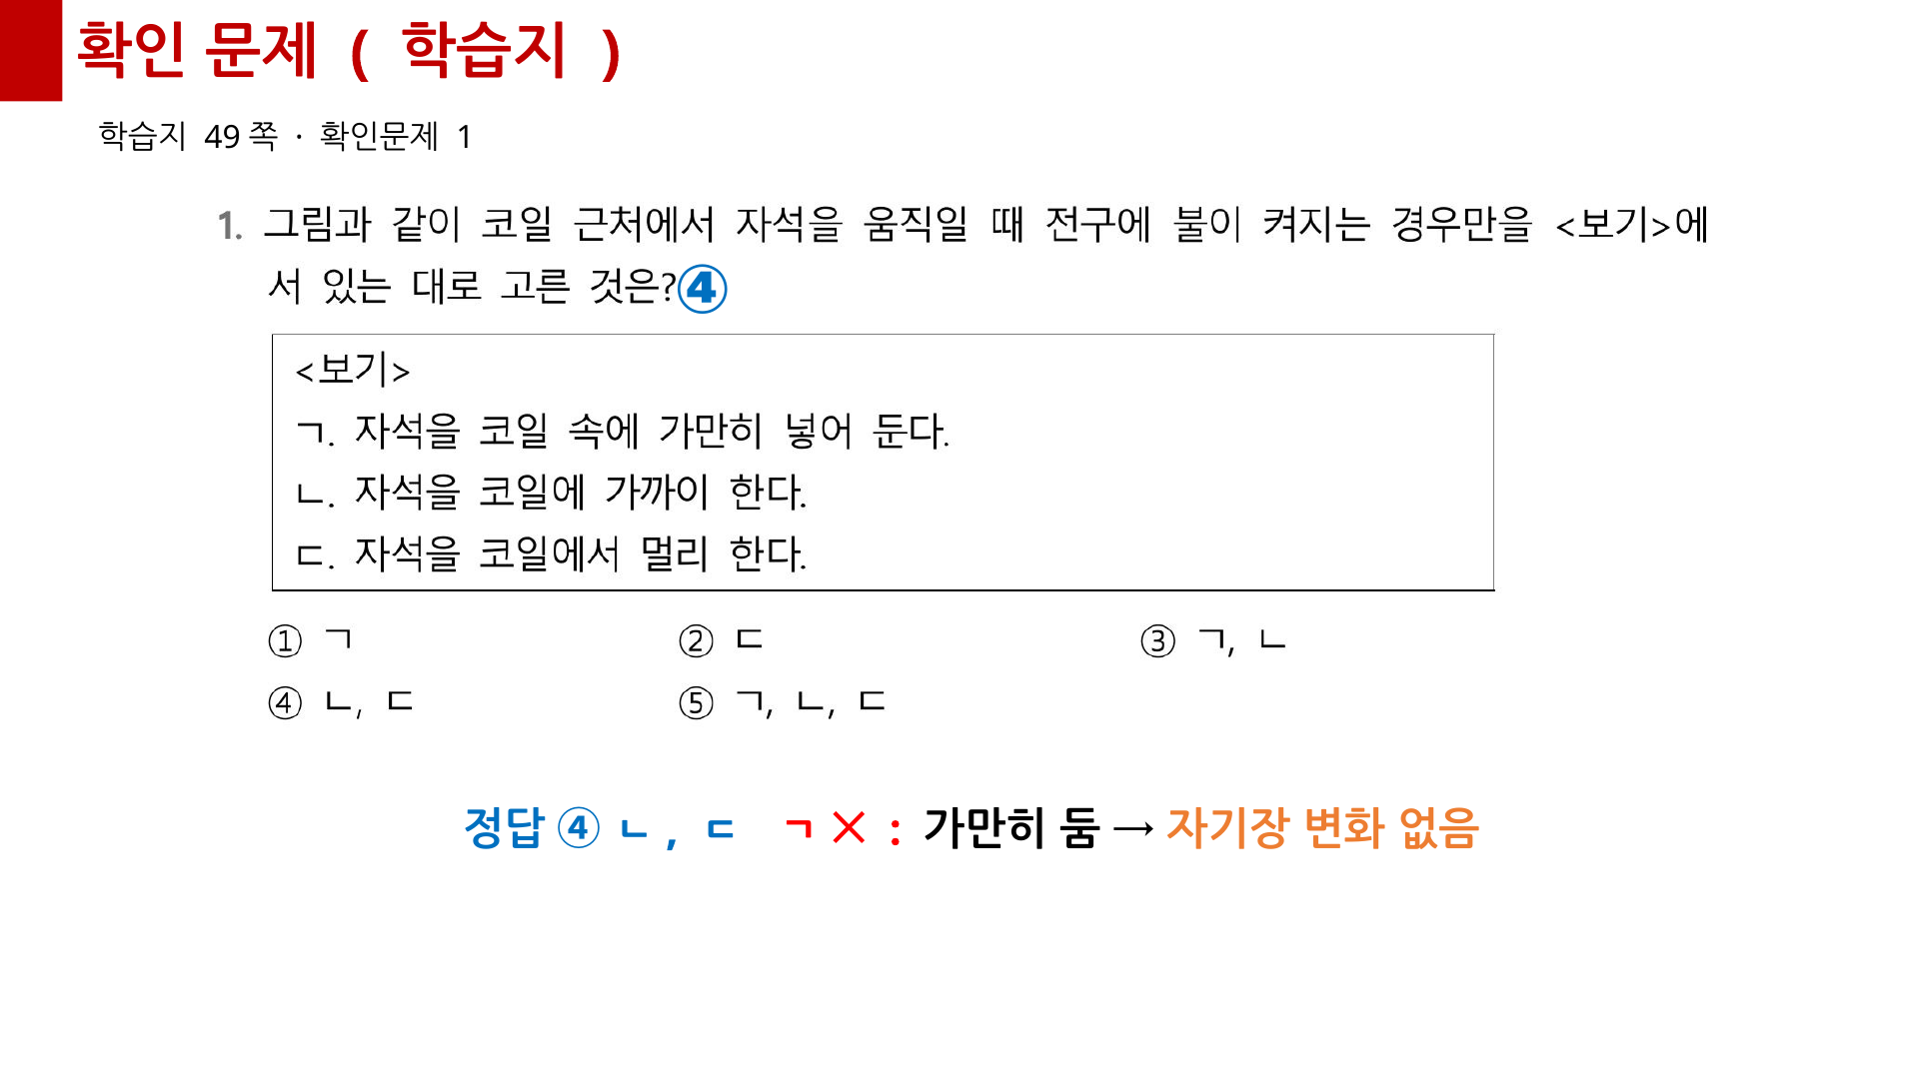 확인 문제 ( 학습지 )
학습지 49 쪽 · 확인문제 1
1. 그림과 같이 코일 근처에서 자석을 움직일 때 전구에 불이 켜지는 경우만을 <보기>에
서 있는 대로 고른 것은?④
<보기>
ㄱ. 자석을 코일 속에 가만히 넣어 둔다.
ㄴ. 자석을 코일에 가까이 한다.
ㄷ. 자석을 코일에서 멀리 한다.
① ㄱ ② ㄷ ③ ㄱ, ㄴ
④ ㄴ, ㄷ ⑤ ㄱ, ㄴ, ㄷ
정답 ④ ㄴ , ㄷ ㄱ ✕ : 가만히 둠 → 자기장 변화 없음